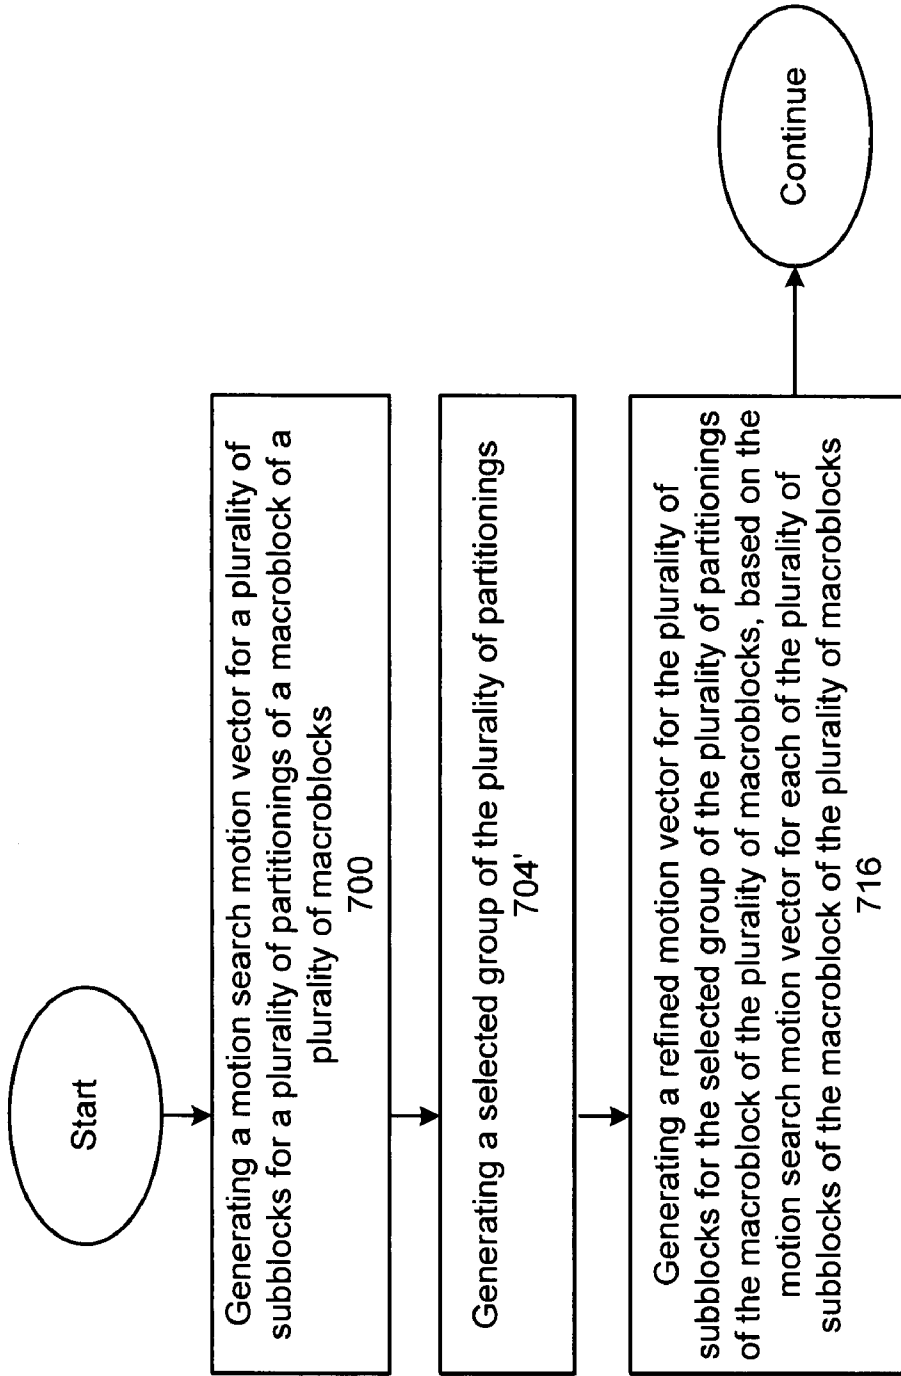 Start
Generating a motion search motion vector for a plurality of
subblocks for a plurality of partitionings of a macroblock of a
plurality of macroblocks
700
Generating a selected group of the plurality of partitionings
704'
Generating a refined motion vector for the plurality of
subblocks for the selected group of the plurality of partitionings
of the macroblock of the plurality of macroblocks, based on the
motion search motion vector for each of the plurality of
subblocks of the macroblock of the plurality of macroblocks
716
Continue